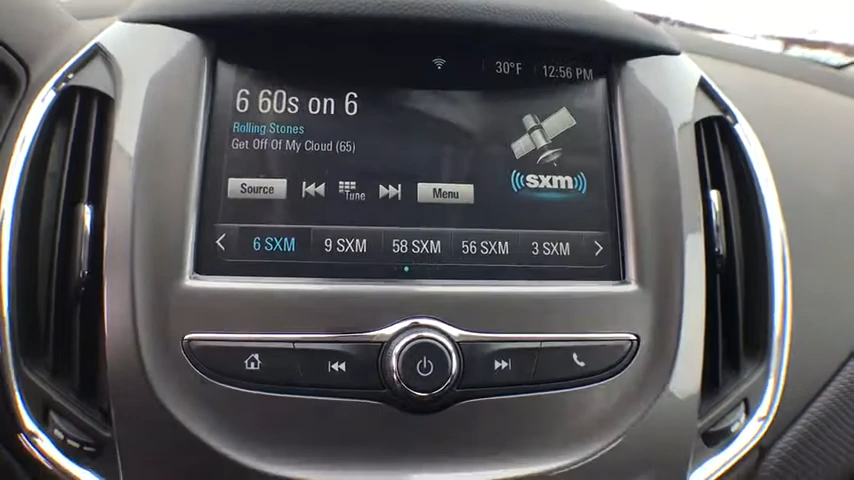 30°F 12:56 PM
6 60s on 6
Rolling Stones
Get Off Of My Cloud (65)
sxm
Source Tune Menu
6 SXM 9 SXM 58 SXM 56 SXM 3 SXM